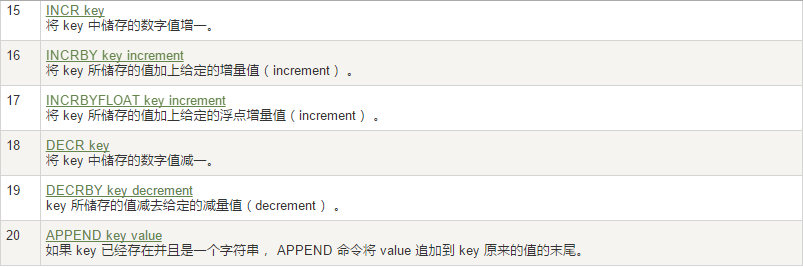 15 INCR key
将 key 中储存的数字值增一。
16 INCRBY key increment
将 key 所储存的值加上给定的增量值(increment) 。
17 INCRBYFLOAT key increment
将 key 所储存的值加上给定的浮点增量值(increment) 。
18 DECR key
将 key 中储存的数字值减一。
19 DECRBY key decrement
key 所储存的值减去给定的减量值(decrement) 。
20 APPEND key value
如果 key 已经存在并且是一个字符串, APPEND 命令将 value 追加到 key 原来的值的末尾。